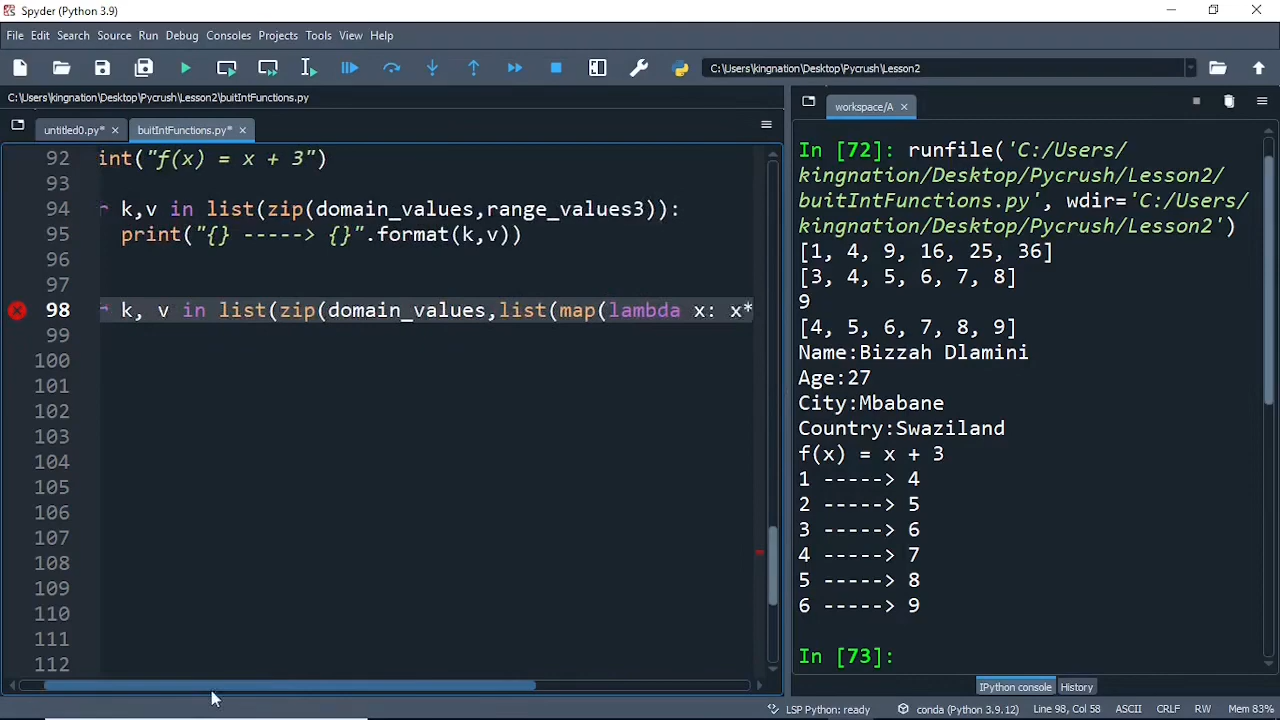 Spyder (Python 3.9)
File Edit Search Source Run Debug Consoles Projects Tools View Help
C:\Users\kingnation\Desktop\Pycrush\Lesson2
C:\Users\kingnation\Desktop\Pycrush\Lesson2\buitIntFunctions.py
untitled0.py*
buitIntFunctions.py*
92 int("f(x) = x + 3")
93
94 r k,v in list(zip(domain_values,range_values3)):
95 print("{} -----> {}".format(k,v))
96
97
98 r k, v in list(zip(domain_values,list(map(lambda x: x*
99
100
101
102
103
104
105
106
107
108
109
110
111
112
workspace/A
In [72]: runfile('C:/Users/
kingnation/Desktop/Pycrush/Lesson2/
buitIntFunctions.py', wdir='C:/Users/
kingnation/Desktop/Pycrush/Lesson2')
[1, 4, 9, 16, 25, 36]
[3, 4, 5, 6, 7, 8]
9
[4, 5, 6, 7, 8, 9]
Name:Bizzah Dlamini
Age:27
City:Mbabane
Country:Swaziland
f(x) = x + 3
1 -----> 4
2 -----> 5
3 -----> 6
4 -----> 7
5 -----> 8
6 -----> 9
In [73]:
IPython console History
LSP Python: ready conda (Python 3.9.12) Line 98, Col 58 ASCII CRLF RW Mem 83%